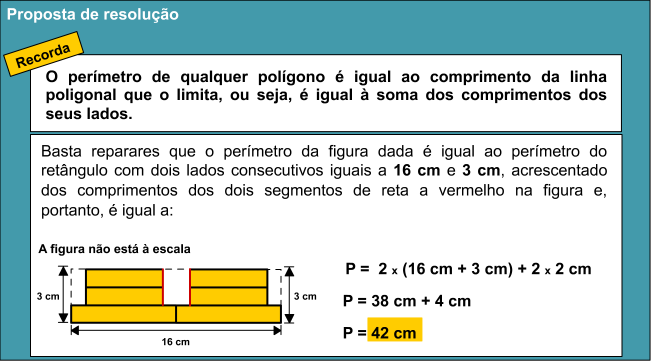 Proposta de resolução
Recorda
O perímetro de qualquer polígono é igual ao comprimento da linha
poligonal que o limita, ou seja, é igual à soma dos comprimentos dos
seus lados.
Basta reparares que o perímetro da figura dada é igual ao perímetro do
retângulo com dois lados consecutivos iguais a 16 cm e 3 cm, acrescentado
dos comprimentos dos dois segmentos de reta a vermelho na figura e,
portanto, é igual a:
A figura não está à escala
3 cm
3 cm
16 cm
P = 2 x (16 cm + 3 cm) + 2 x 2 cm
P = 38 cm + 4 cm
P = 42 cm